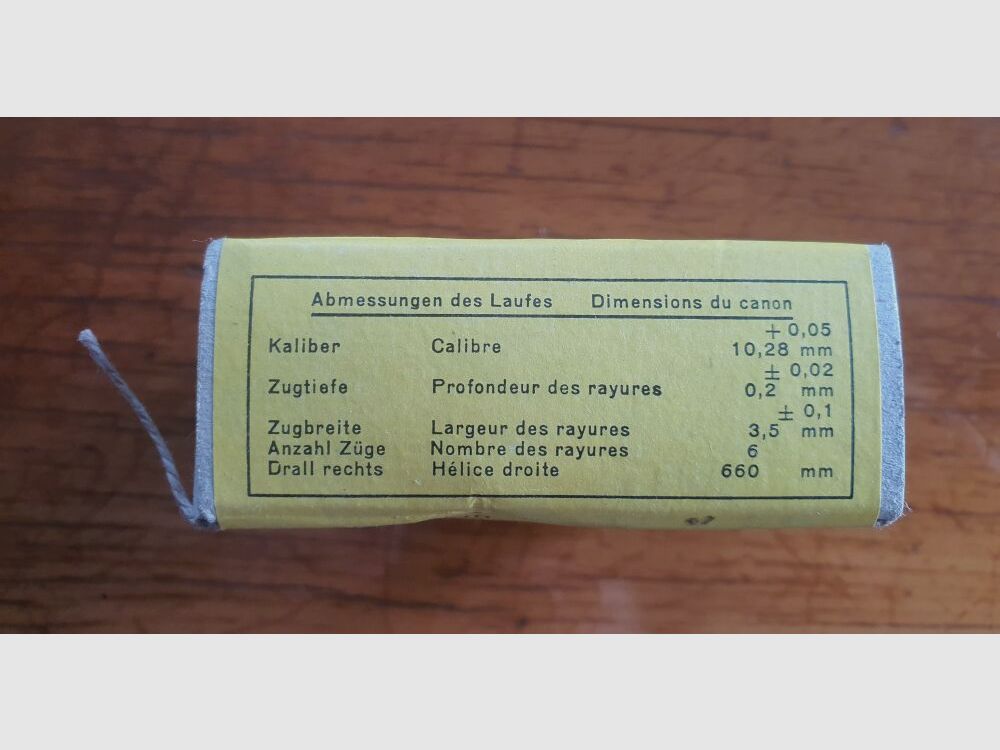 Abmessungen des Laufes Dimensions du canon
+ 0,05
Kaliber Calibre 10,28 mm
± 0,02
Zugtiefe Profondeur des rayures 0,2 mm
± 0,1
Zugbreite Largeur des rayures 3,5 mm
Anzahl Züge Nombre des rayures 6
Drall rechts Hélice droite 660 mm